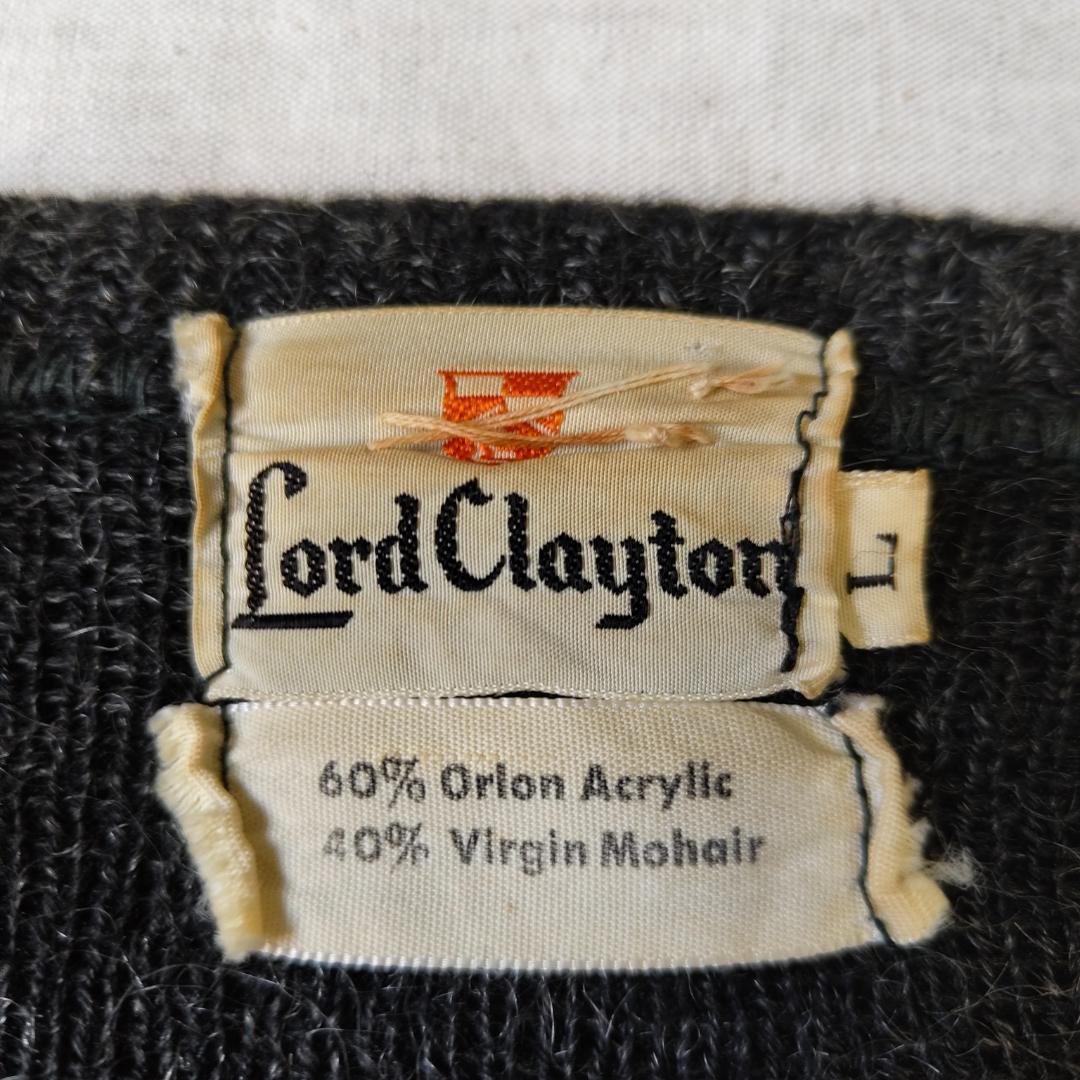 Lord Clayton
L
60% Orlon Acrylic
40% Virgin Mohair